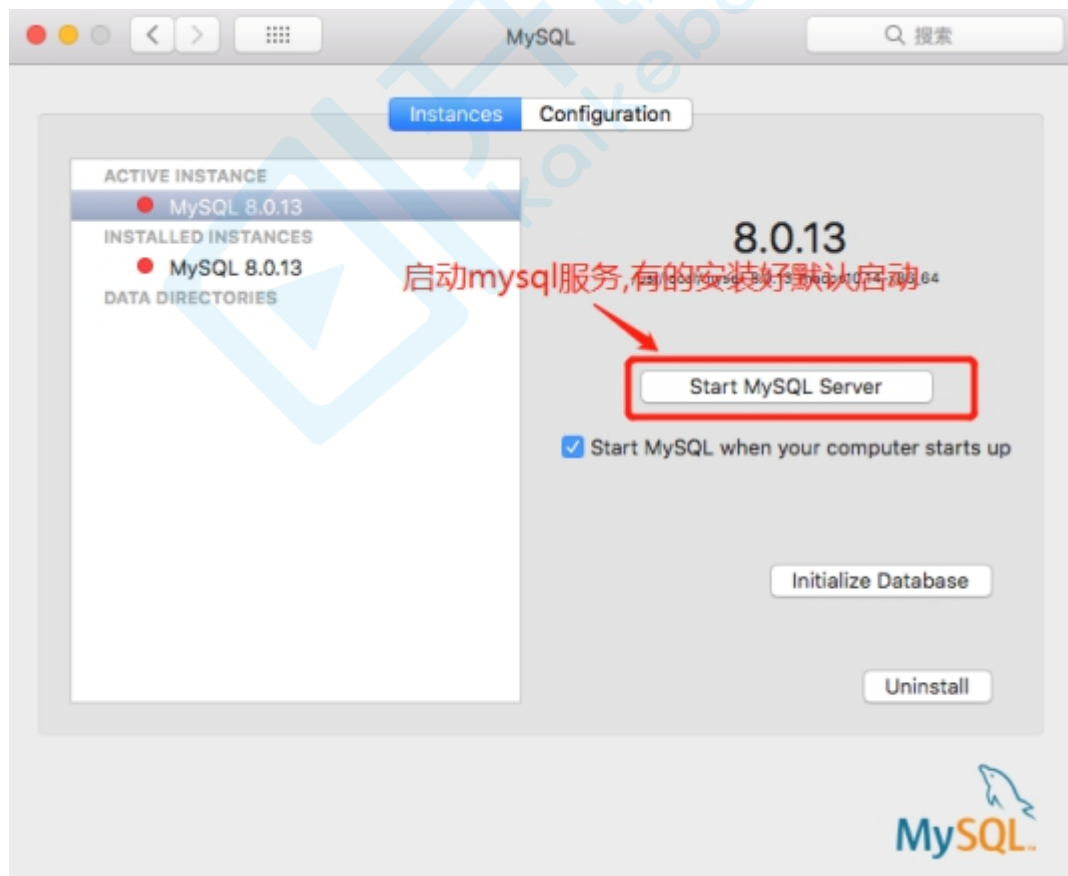 MySQL
搜索
Instances
Configuration
ACTIVE INSTANCE
MySQL 8.0.13
INSTALLED INSTANCES
MySQL 8.0.13
DATA DIRECTORIES
8.0.13
启动mysql服务,有的安装好默认启动
Start MySQL Server
Start MySQL when your computer starts up
Initialize Database
Uninstall
MySQL